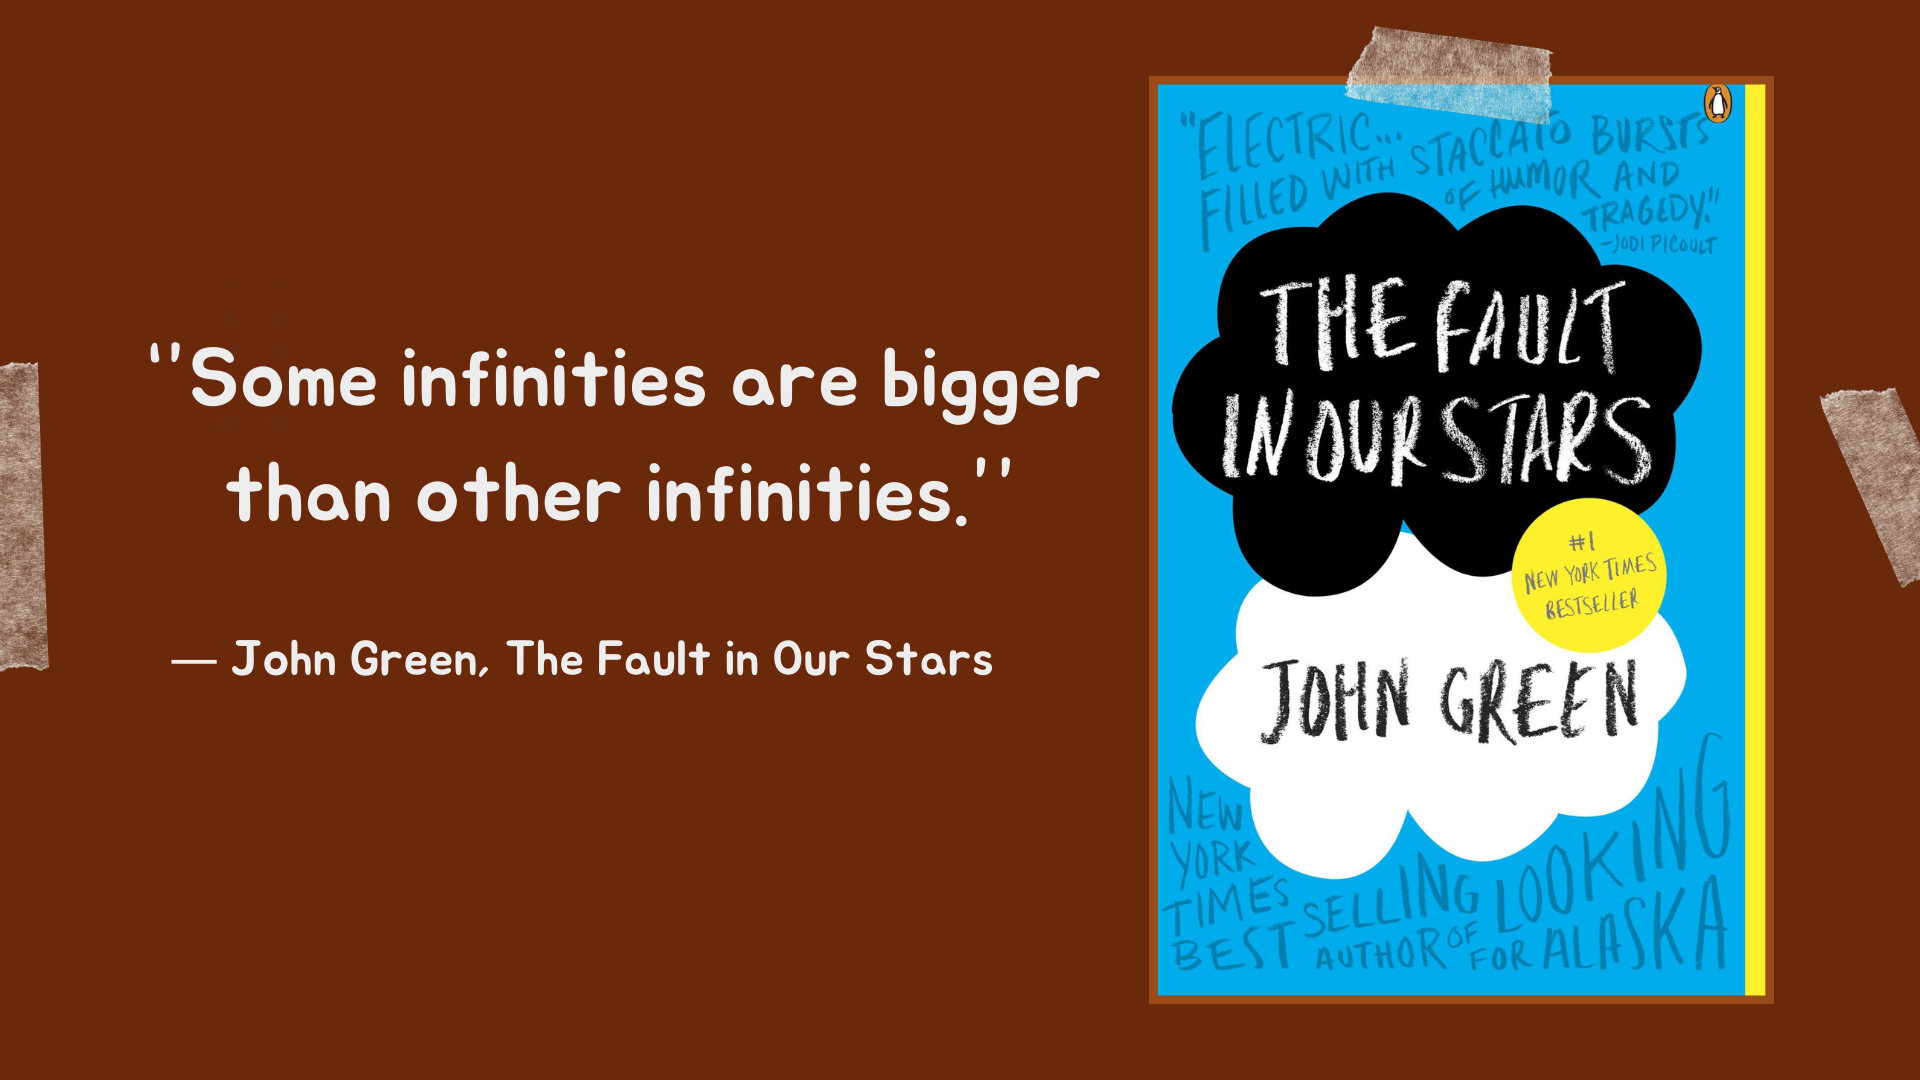 ''Some infinities are bigger
than other infinities.''
— John Green, The Fault in Our Stars
"ELECTRIC... STACCATO BURSTS
FILLED WITH OF HUMOR AND
TRAGEDY."
–JODI PICOULT
THE FAULT
IN OUR STARS
#1
NEW YORK TIMES
BESTSELLER
JOHN GREEN
NEW
YORK
TIMES
BESTSELLING
AUTHOR OF
LOOKING
FOR ALASKA